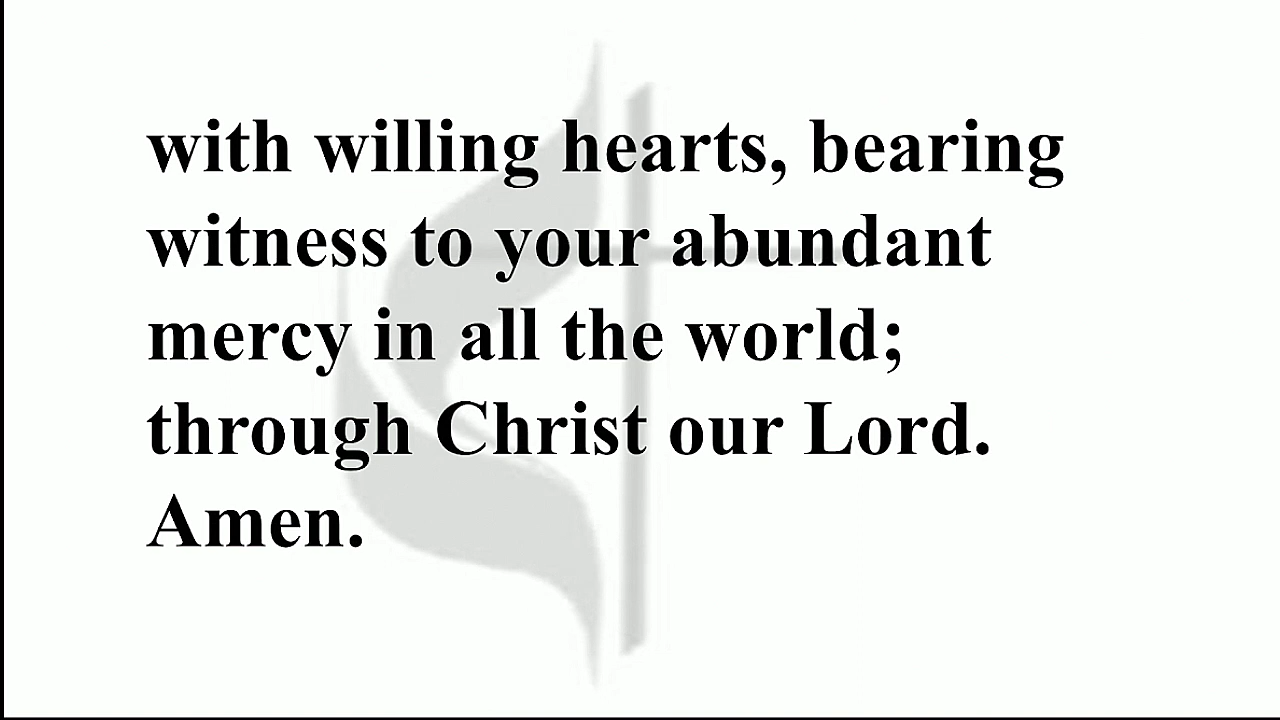 with willing hearts, bearing
witness to your abundant
mercy in all the world;
through Christ our Lord.
Amen.